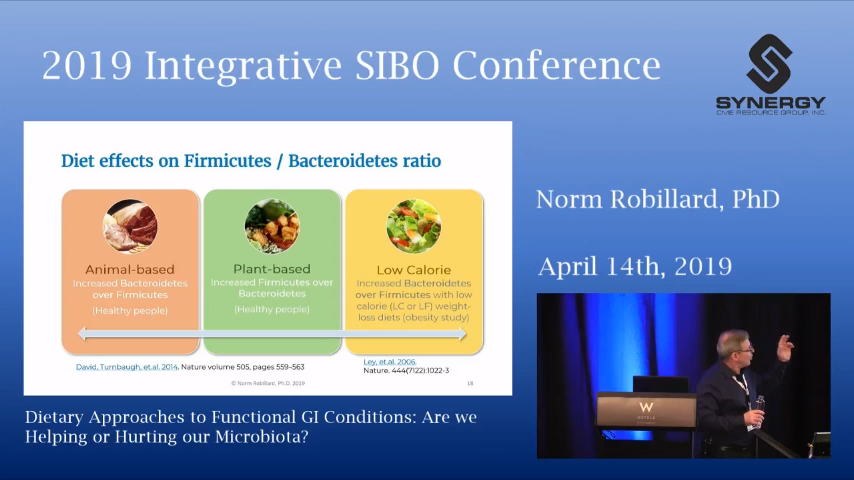 2019 Integrative SIBO Conference
SYNERGY
CME RESOURCE GROUP, INC.
Diet effects on Firmicutes / Bacteroidetes ratio
Animal-based
Increased Bacteroidetes
over Firmicutes
(Healthy people)
Plant-based
Increased Firmicutes over
Bacteroidetes
(Healthy people)
Low Calorie
Increased Bacteroidetes
over Firmicutes with low
calorie (LC or LF) weight-
loss diets (obesity study)
David, Turnbaugh, et.al. 2014, Nature volume 505, pages 559–563
Ley, et.al. 2006,
Nature. 444(7122):1022-3
© Norm Robillard, Ph.D. 2019
18
Norm Robillard, PhD
April 14th, 2019
W
HOTELS
Dietary Approaches to Functional GI Conditions: Are we
Helping or Hurting our Microbiota?